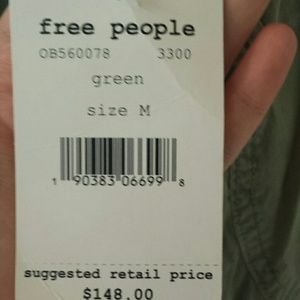 free people
OB560078 3300
green
size M
1 90383 06699 8
suggested retail price
$148.00